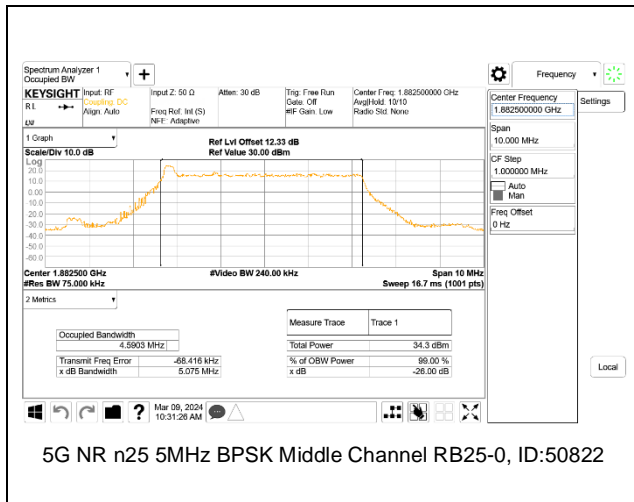 Spectrum Analyzer 1
Occupied BW
Frequency
KEYSIGHT
Input: RF
Coupling: DC
Align: Auto
Input Z: 50 Ω
Freq Ref: Int (S)
NFE: Adaptive
Atten: 30 dB
Trig: Free Run
Gate: Off
#IF Gain: Low
Center Freq: 1.882500000 GHz
Avg|Hold: 10/10
Radio Std: None
RL
1 Graph
Scale/Div 10.0 dB
Ref Lvl Offset 12.33 dB
Ref Value 30.00 dBm
Log
20.0
10.0
0.00
-10.0
-20.0
-30.0
-40.0
-50.0
-60.0
Center 1.882500 GHz
#Video BW 240.00 kHz
Span 10 MHz
#Res BW 75.000 kHz
Sweep 16.7 ms (1001 pts)
2 Metrics
Measure Trace Trace 1
Occupied Bandwidth
4.5903 MHz
Total Power 34.3 dBm
Transmit Freq Error -68.416 kHz
% of OBW Power 99.00 %
x dB Bandwidth 5.075 MHz
x dB -26.00 dB
Center Frequency
1.882500000 GHz
Settings
Span
10.000 MHz
CF Step
1.000000 MHz
Auto
Man
Freq Offset
0 Hz
Local
Mar 09, 2024
10:31:26 AM
5G NR n25 5MHz BPSK Middle Channel RB25-0, ID:50822